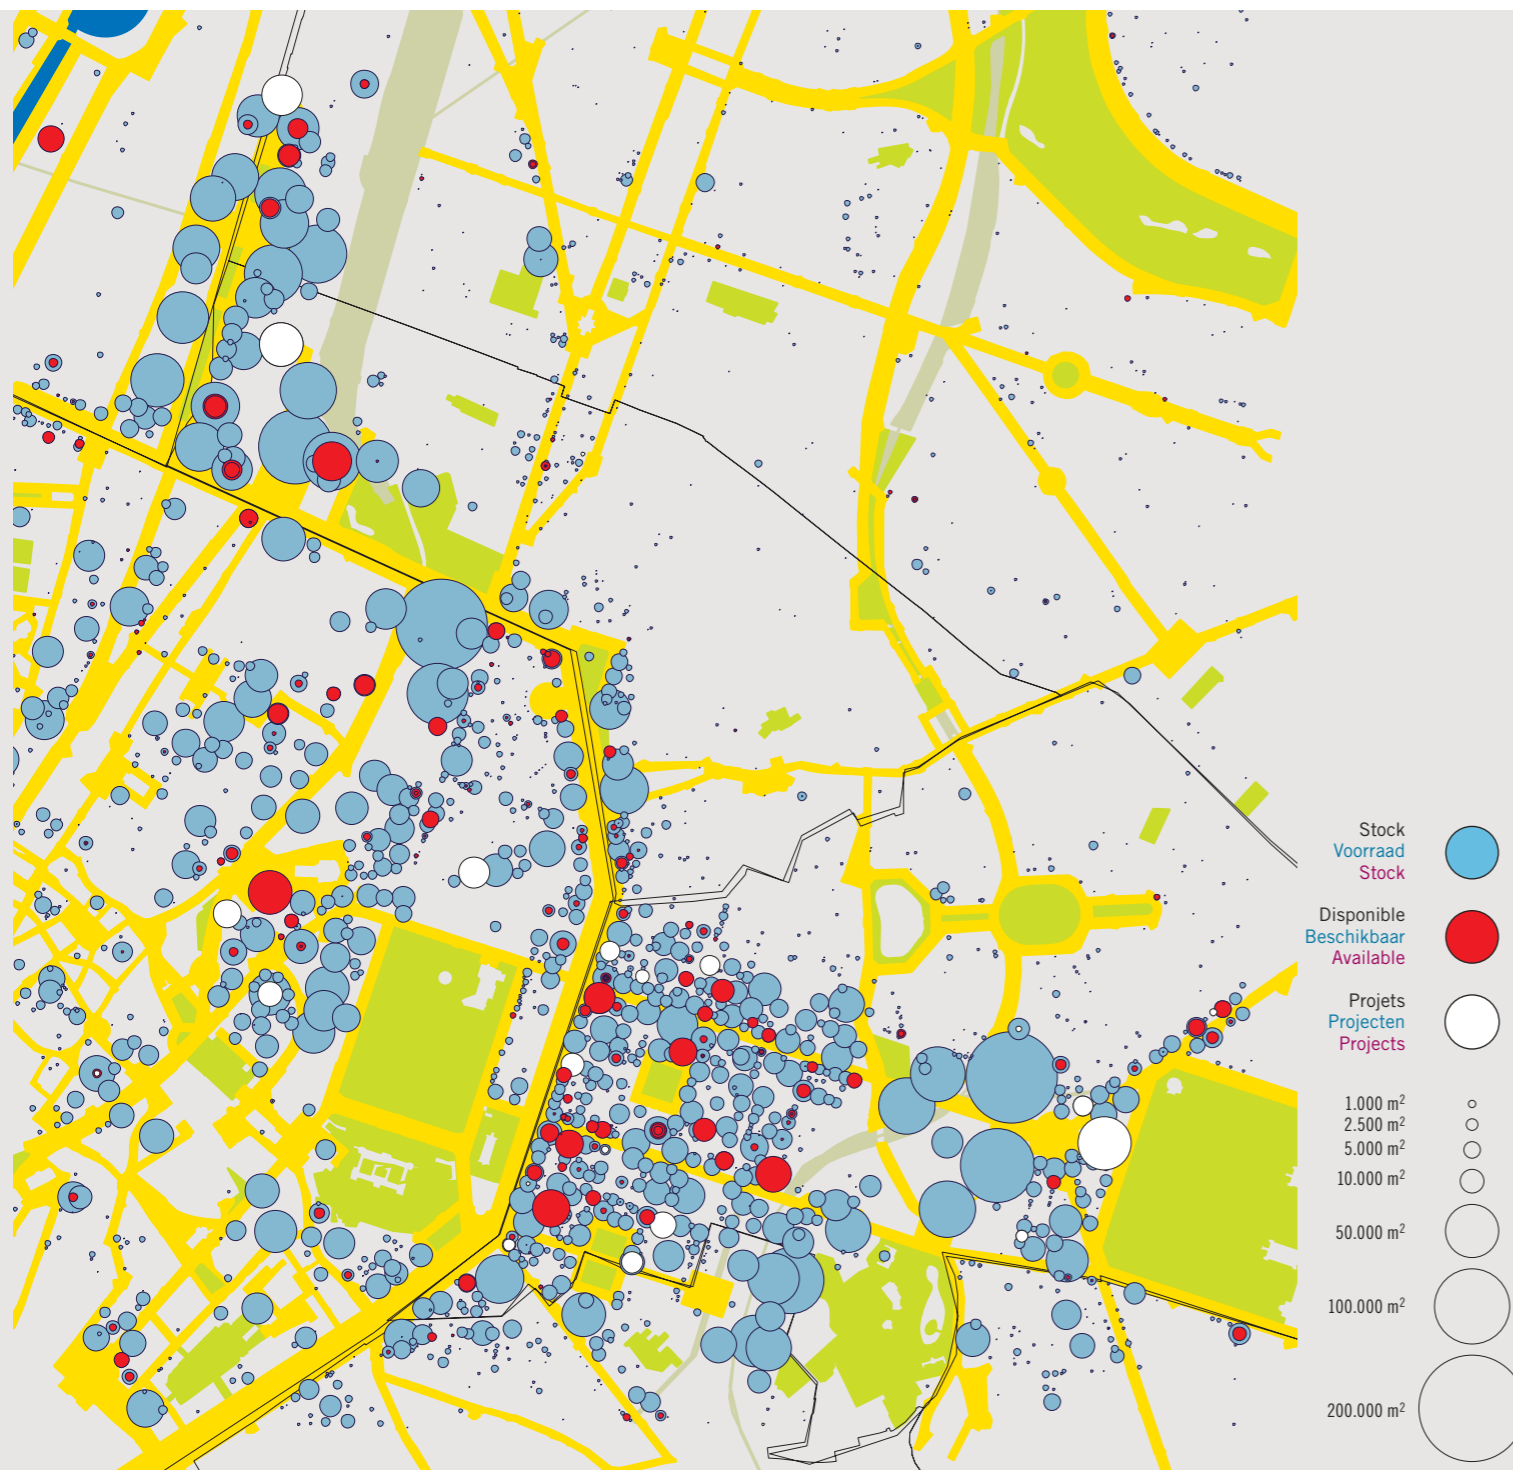 Stock
Voorraad
Stock
Disponible
Beschikbaar
Available
Projets
Projecten
Projects
1.000 m²
2.500 m²
5.000 m²
10.000 m²
50.000 m²
100.000 m²
200.000 m²